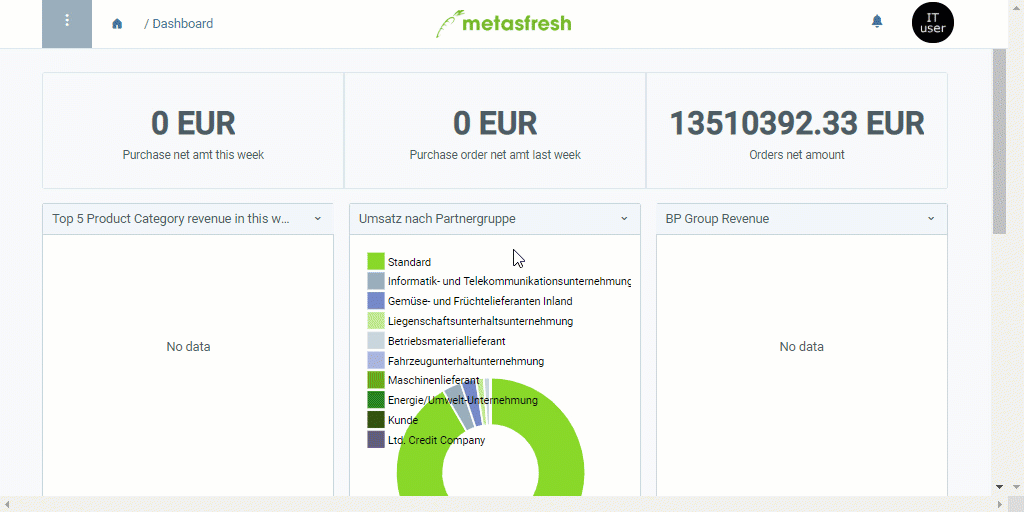 / Dashboard
metasfresh
IT
user
0 EUR
Purchase net amt this week
0 EUR
Purchase order net amt last week
13510392.33 EUR
Orders net amount
Top 5 Product Category revenue in this w...
Umsatz nach Partnergruppe
BP Group Revenue
No data
Standard
Informatik- und Telekommunikationsunternehmung
Gemüse- und Früchtelieferanten Inland
Liegenschaftsunterhaltsunternehmung
Betriebsmateriallieferant
Fahrzeugunterhaltunternehmung
Maschinenlieferant
Energie/Umwelt-Unternehmung
Kunde
Ltd. Credit Company
No data